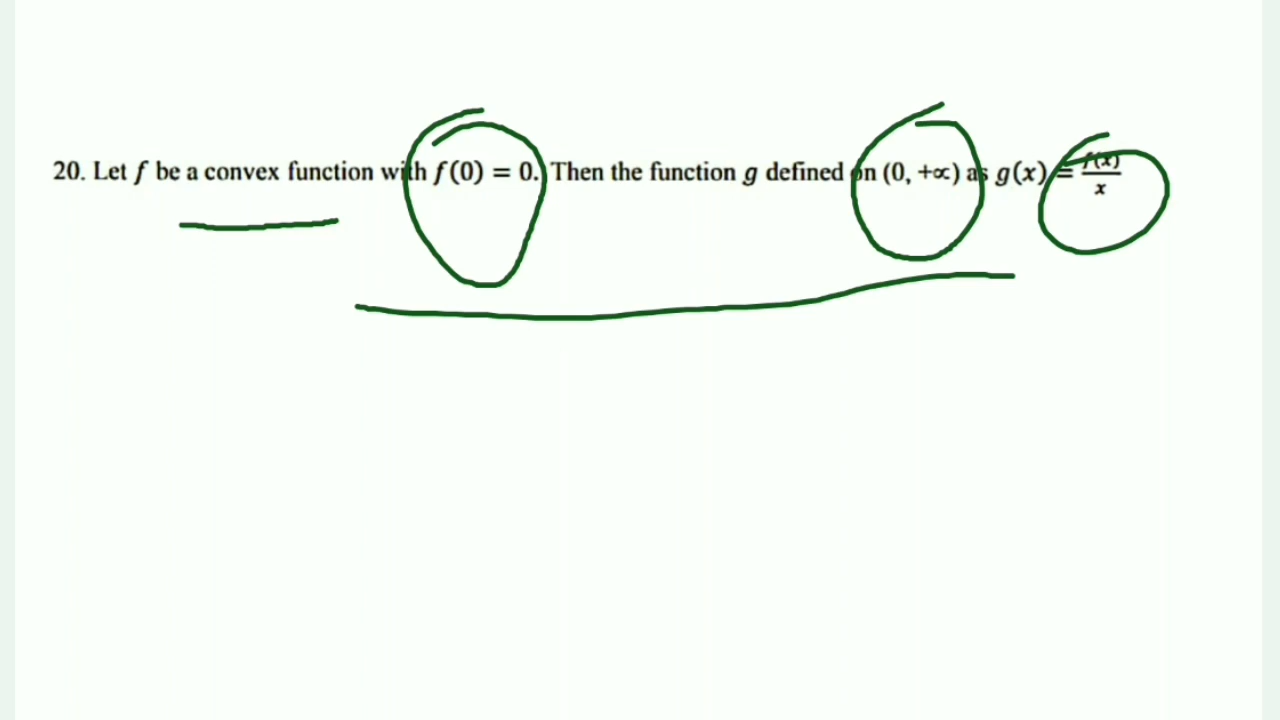 20. Let f be a convex function with f(0) = 0. Then the function g defined on (0, +∝) as g(x) = f(x)/x